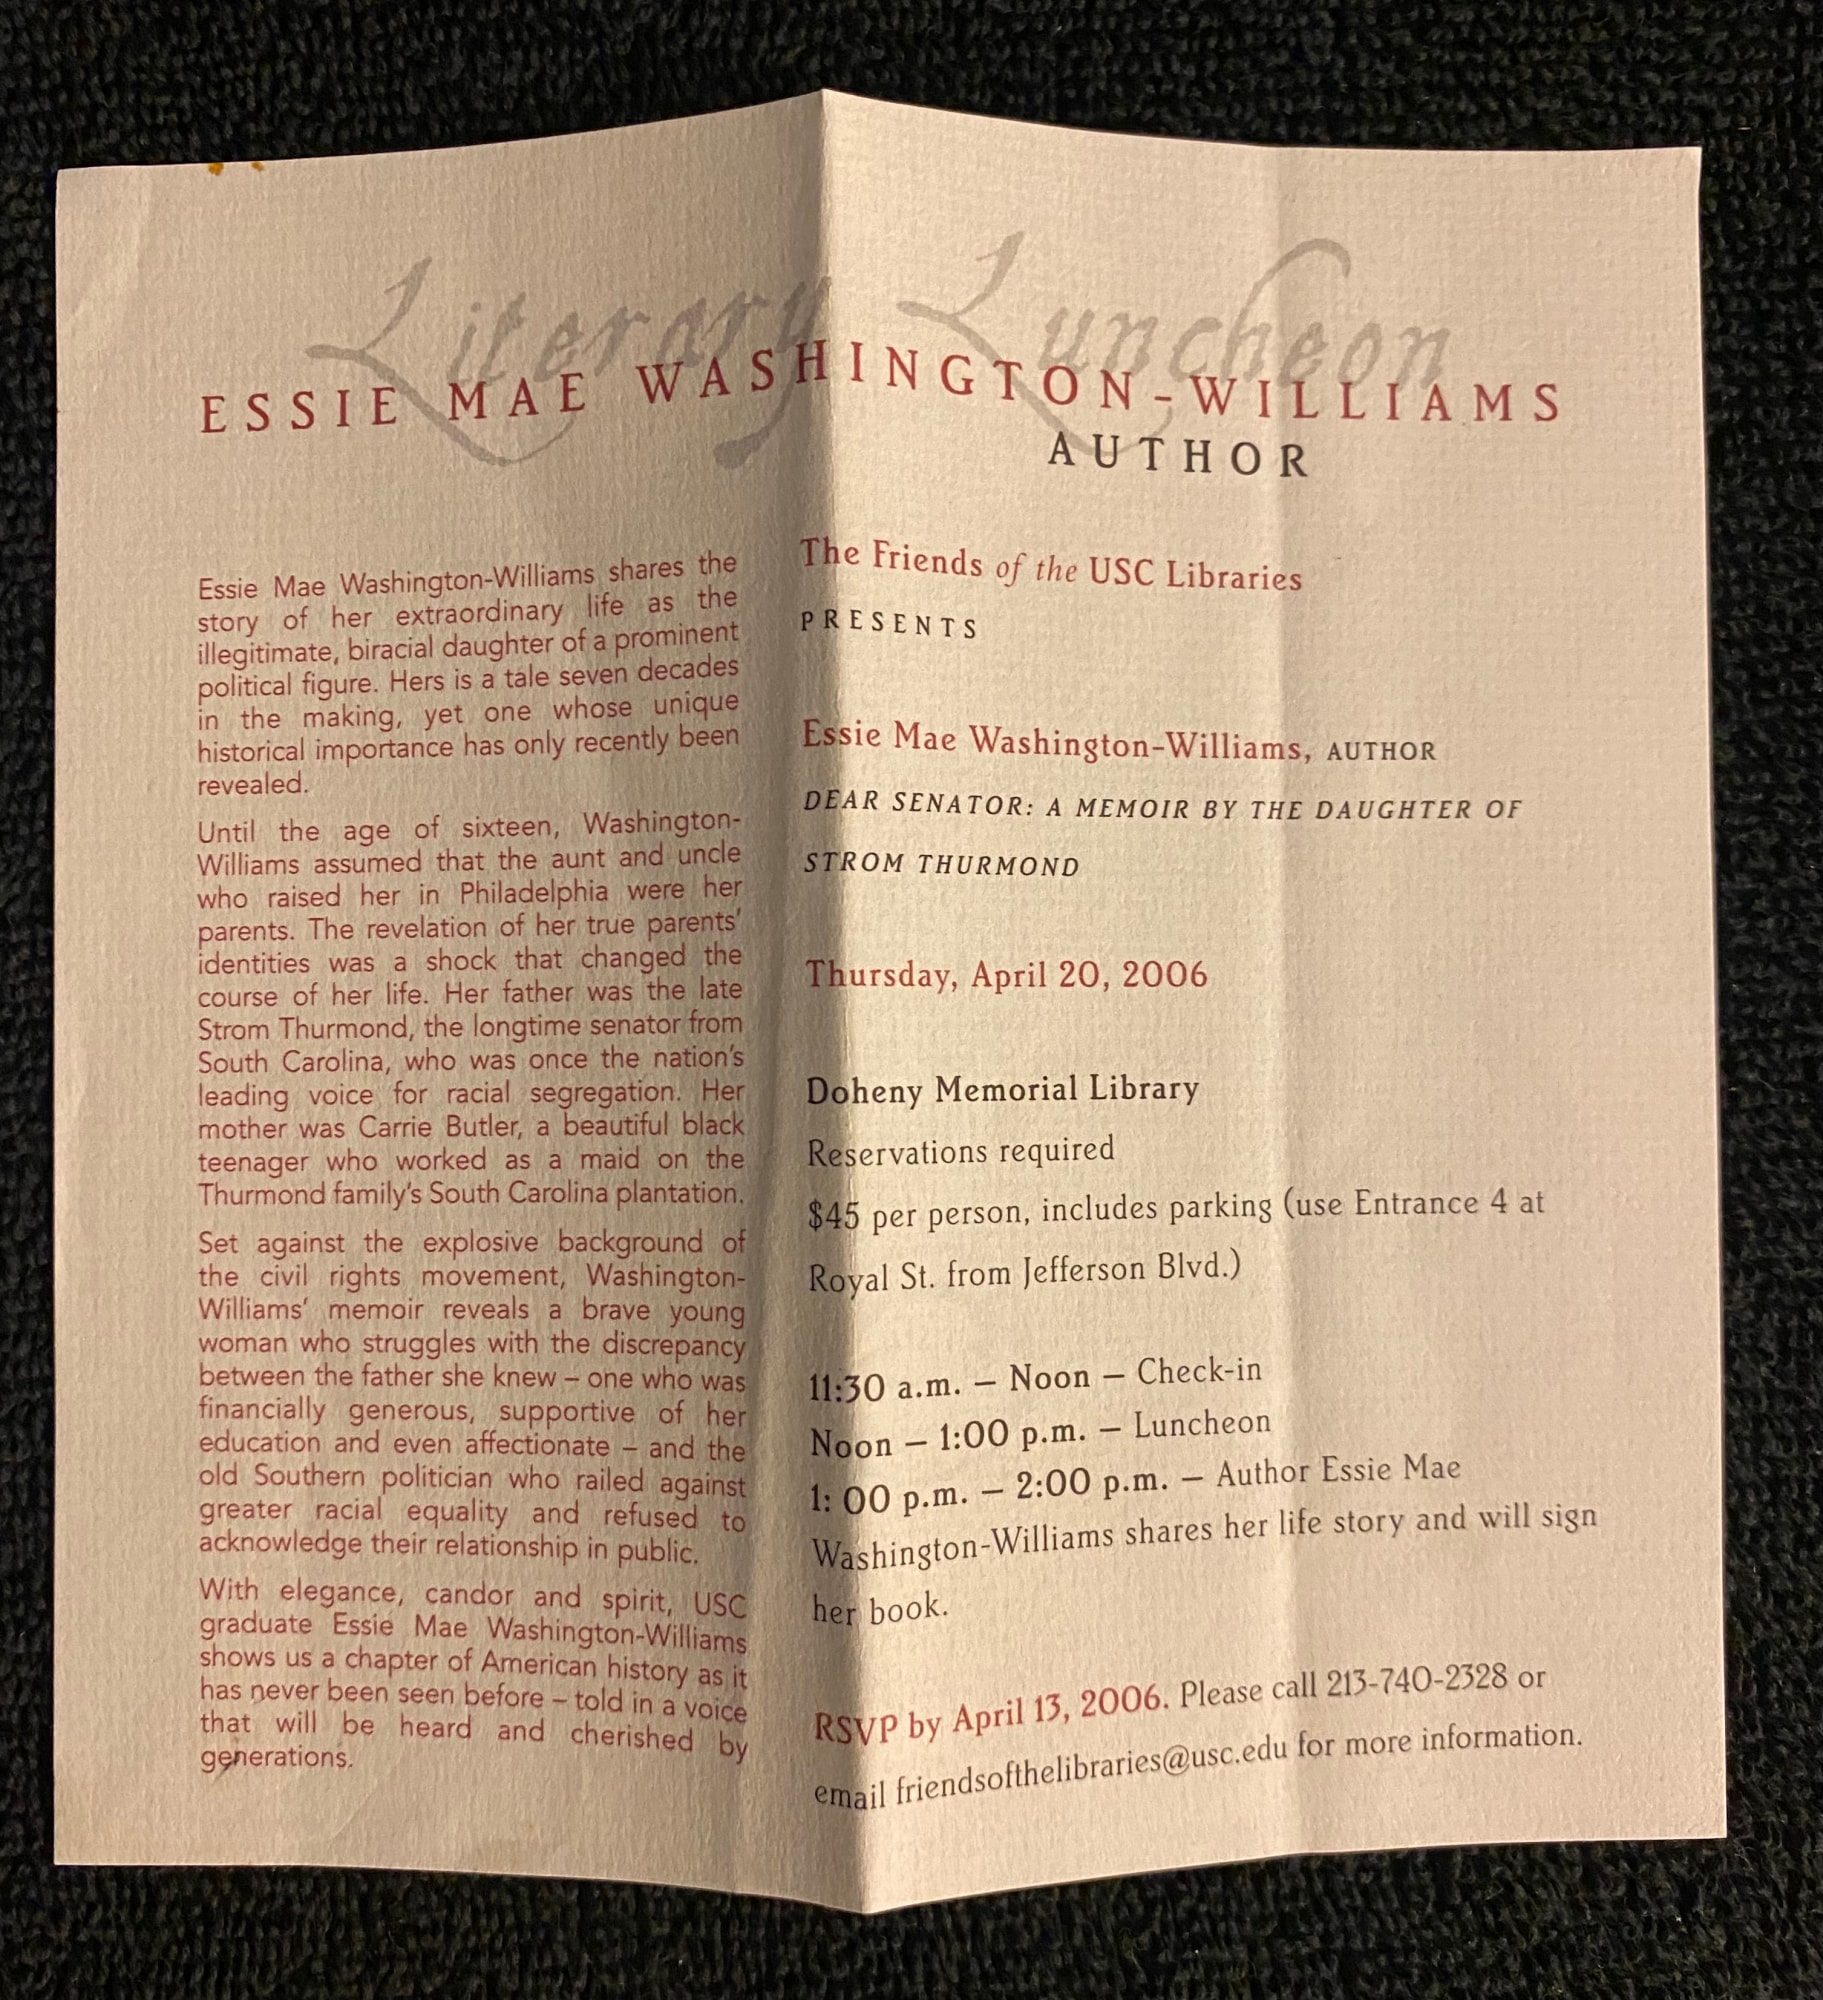 Literary Luncheon
ESSIE MAE WASHINGTON-WILLIAMS
AUTHOR
Essie Mae Washington-Williams shares the
story of her extraordinary life as the
illegitimate, biracial daughter of a prominent
political figure. Hers is a tale seven decades
in the making, yet one whose unique
historical importance has only recently been
revealed.
Until the age of sixteen, Washington-
Williams assumed that the aunt and uncle
who raised her in Philadelphia were her
parents. The revelation of her true parents'
identities was a shock that changed the
course of her life. Her father was the late
Strom Thurmond, the longtime senator from
South Carolina, who was once the nation's
leading voice for racial segregation. Her
mother was Carrie Butler, a beautiful black
teenager who worked as a maid on the
Thurmond family's South Carolina plantation.
Set against the explosive background of
the civil rights movement, Washington-
Williams' memoir reveals a brave young
woman who struggles with the discrepancy
between the father she knew – one who was
financially generous, supportive of her
education and even affectionate – and the
old Southern politician who railed against
greater racial equality and refused to
acknowledge their relationship in public.
With elegance, candor and spirit, USC
graduate Essie Mae Washington-Williams
shows us a chapter of American history as it
has never been seen before – told in a voice
that will be heard and cherished by
generations.
The Friends of the USC Libraries
PRESENTS
Essie Mae Washington-Williams, AUTHOR
DEAR SENATOR: A MEMOIR BY THE DAUGHTER OF
STROM THURMOND
Thursday, April 20, 2006
Doheny Memorial Library
Reservations required
$45 per person, includes parking (use Entrance 4 at
Royal St. from Jefferson Blvd.)
11:30 a.m. – Noon – Check-in
Noon – 1:00 p.m. – Luncheon
1: 00 p.m. – 2:00 p.m. – Author Essie Mae
Washington-Williams shares her life story and will sign
her book.
RSVP by April 13, 2006. Please call 213-740-2328 or
email friendsofthelibraries@usc.edu for more information.